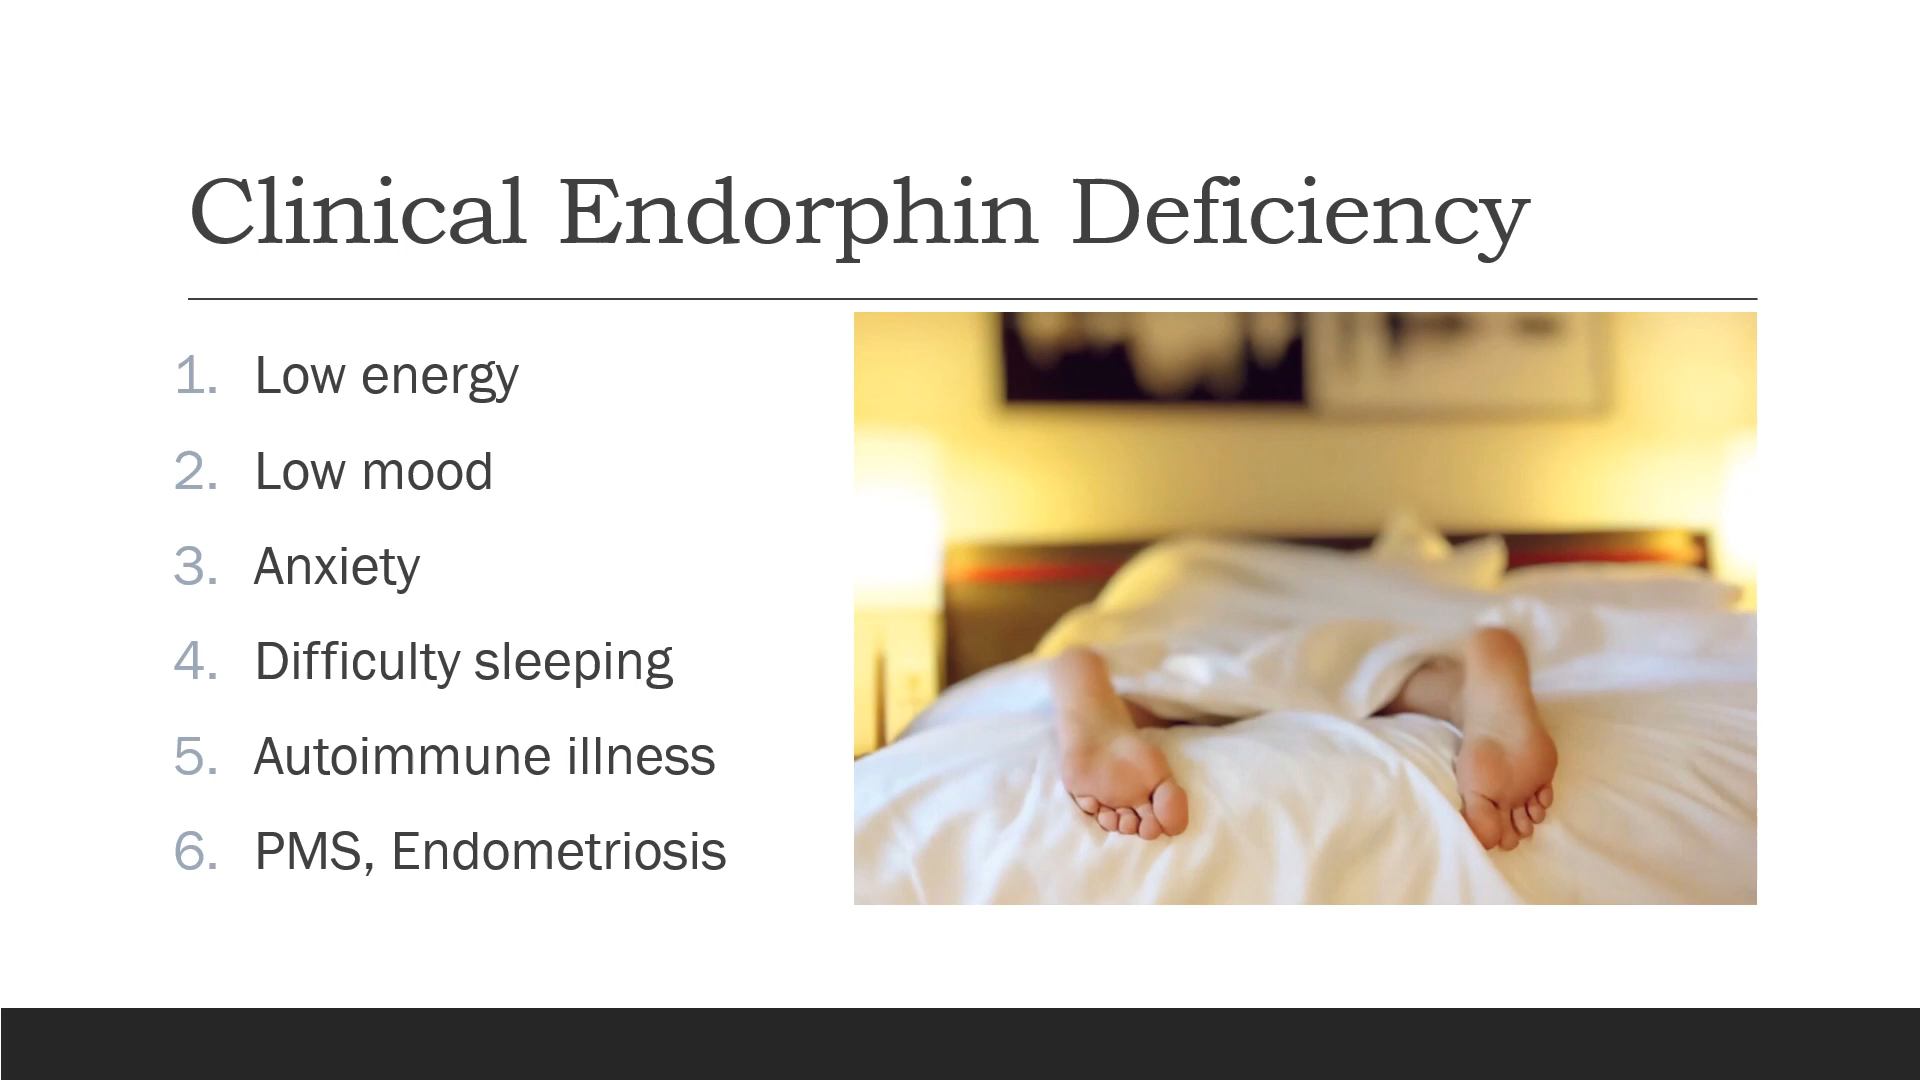 Clinical Endorphin Deficiency
1. Low energy
2. Low mood
3. Anxiety
4. Difficulty sleeping
5. Autoimmune illness
6. PMS, Endometriosis